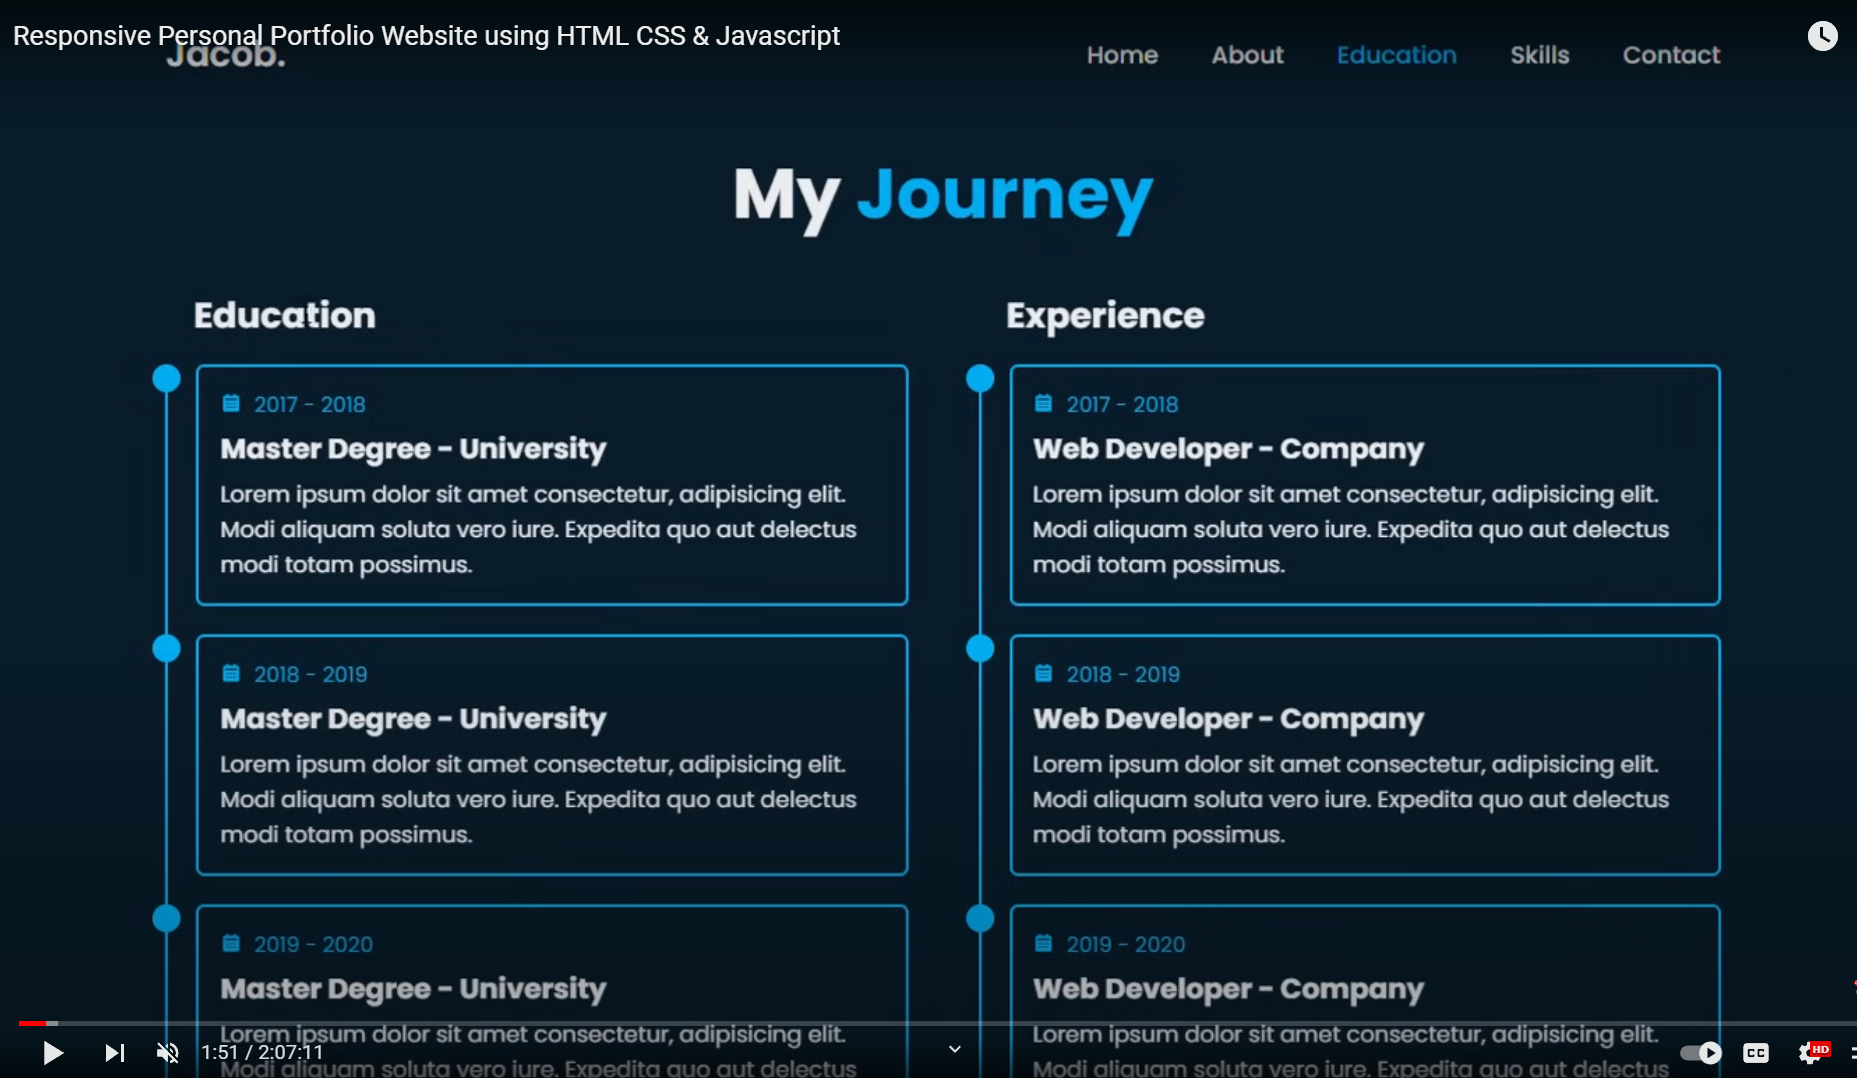 Responsive Personal Portfolio Website using HTML CSS & Javascript
Jacob.
Home About Education Skills Contact
My Journey
Education
2017 - 2018
Master Degree - University
Lorem ipsum dolor sit amet consectetur, adipisicing elit.
Modi aliquam soluta vero iure. Expedita quo aut delectus
modi totam possimus.
2018 - 2019
Master Degree - University
Lorem ipsum dolor sit amet consectetur, adipisicing elit.
Modi aliquam soluta vero iure. Expedita quo aut delectus
modi totam possimus.
2019 - 2020
Master Degree - University
Lorem ipsum dolor sit amet consectetur, adipisicing elit.
Modi aliquam soluta vero iure. Expedita quo aut delectus
Experience
2017 - 2018
Web Developer - Company
Lorem ipsum dolor sit amet consectetur, adipisicing elit.
Modi aliquam soluta vero iure. Expedita quo aut delectus
modi totam possimus.
2018 - 2019
Web Developer - Company
Lorem ipsum dolor sit amet consectetur, adipisicing elit.
Modi aliquam soluta vero iure. Expedita quo aut delectus
modi totam possimus.
2019 - 2020
Web Developer - Company
Lorem ipsum dolor sit amet consectetur, adipisicing elit.
Modi aliquam soluta vero iure. Expedita quo aut delectus
1:51 / 2:07:11
CC
HD